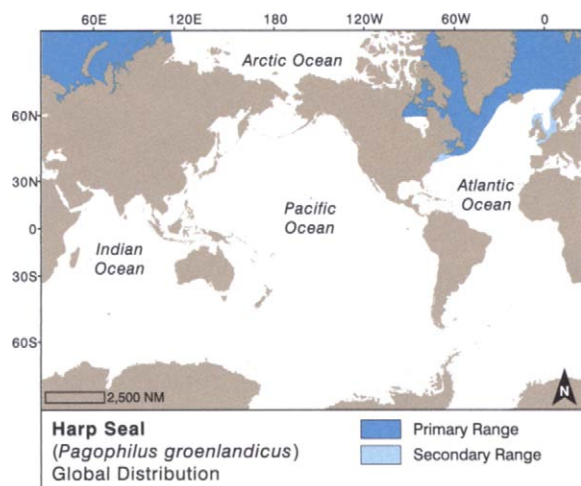 60E 120E 180 120W 60W 0
Arctic Ocean
60N
30N
0
30S
60S
Atlantic
Ocean
Pacific
Ocean
Indian
Ocean
2,500 NM
N
Harp Seal
(Pagophilus groenlandicus)
Global Distribution
Primary Range
Secondary Range